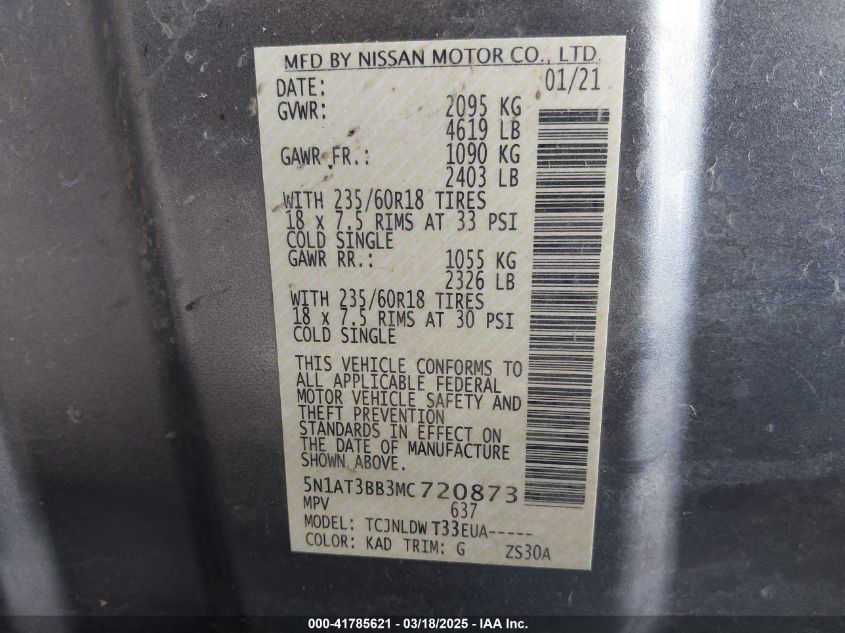 MFD BY NISSAN MOTOR CO., LTD.
DATE: 01/21
GVWR: 2095 KG
4619 LB
GAWR FR.: 1090 KG
2403 LB
WITH 235/60R18 TIRES
18 x 7.5 RIMS AT 33 PSI
COLD SINGLE
GAWR RR.: 1055 KG
2326 LB
WITH 235/60R18 TIRES
18 x 7.5 RIMS AT 30 PSI
COLD SINGLE
THIS VEHICLE CONFORMS TO
ALL APPLICABLE FEDERAL
MOTOR VEHICLE SAFETY AND
THEFT PREVENTION
STANDARDS IN EFFECT ON
THE DATE OF MANUFACTURE
SHOWN ABOVE.
5N1AT3BB3MC720873
MPV 637
MODEL: TCJNLDW T33EUA-----
COLOR: KAD TRIM: G ZS30A
000-41785621 / 03/18/2025 - IAA Inc.